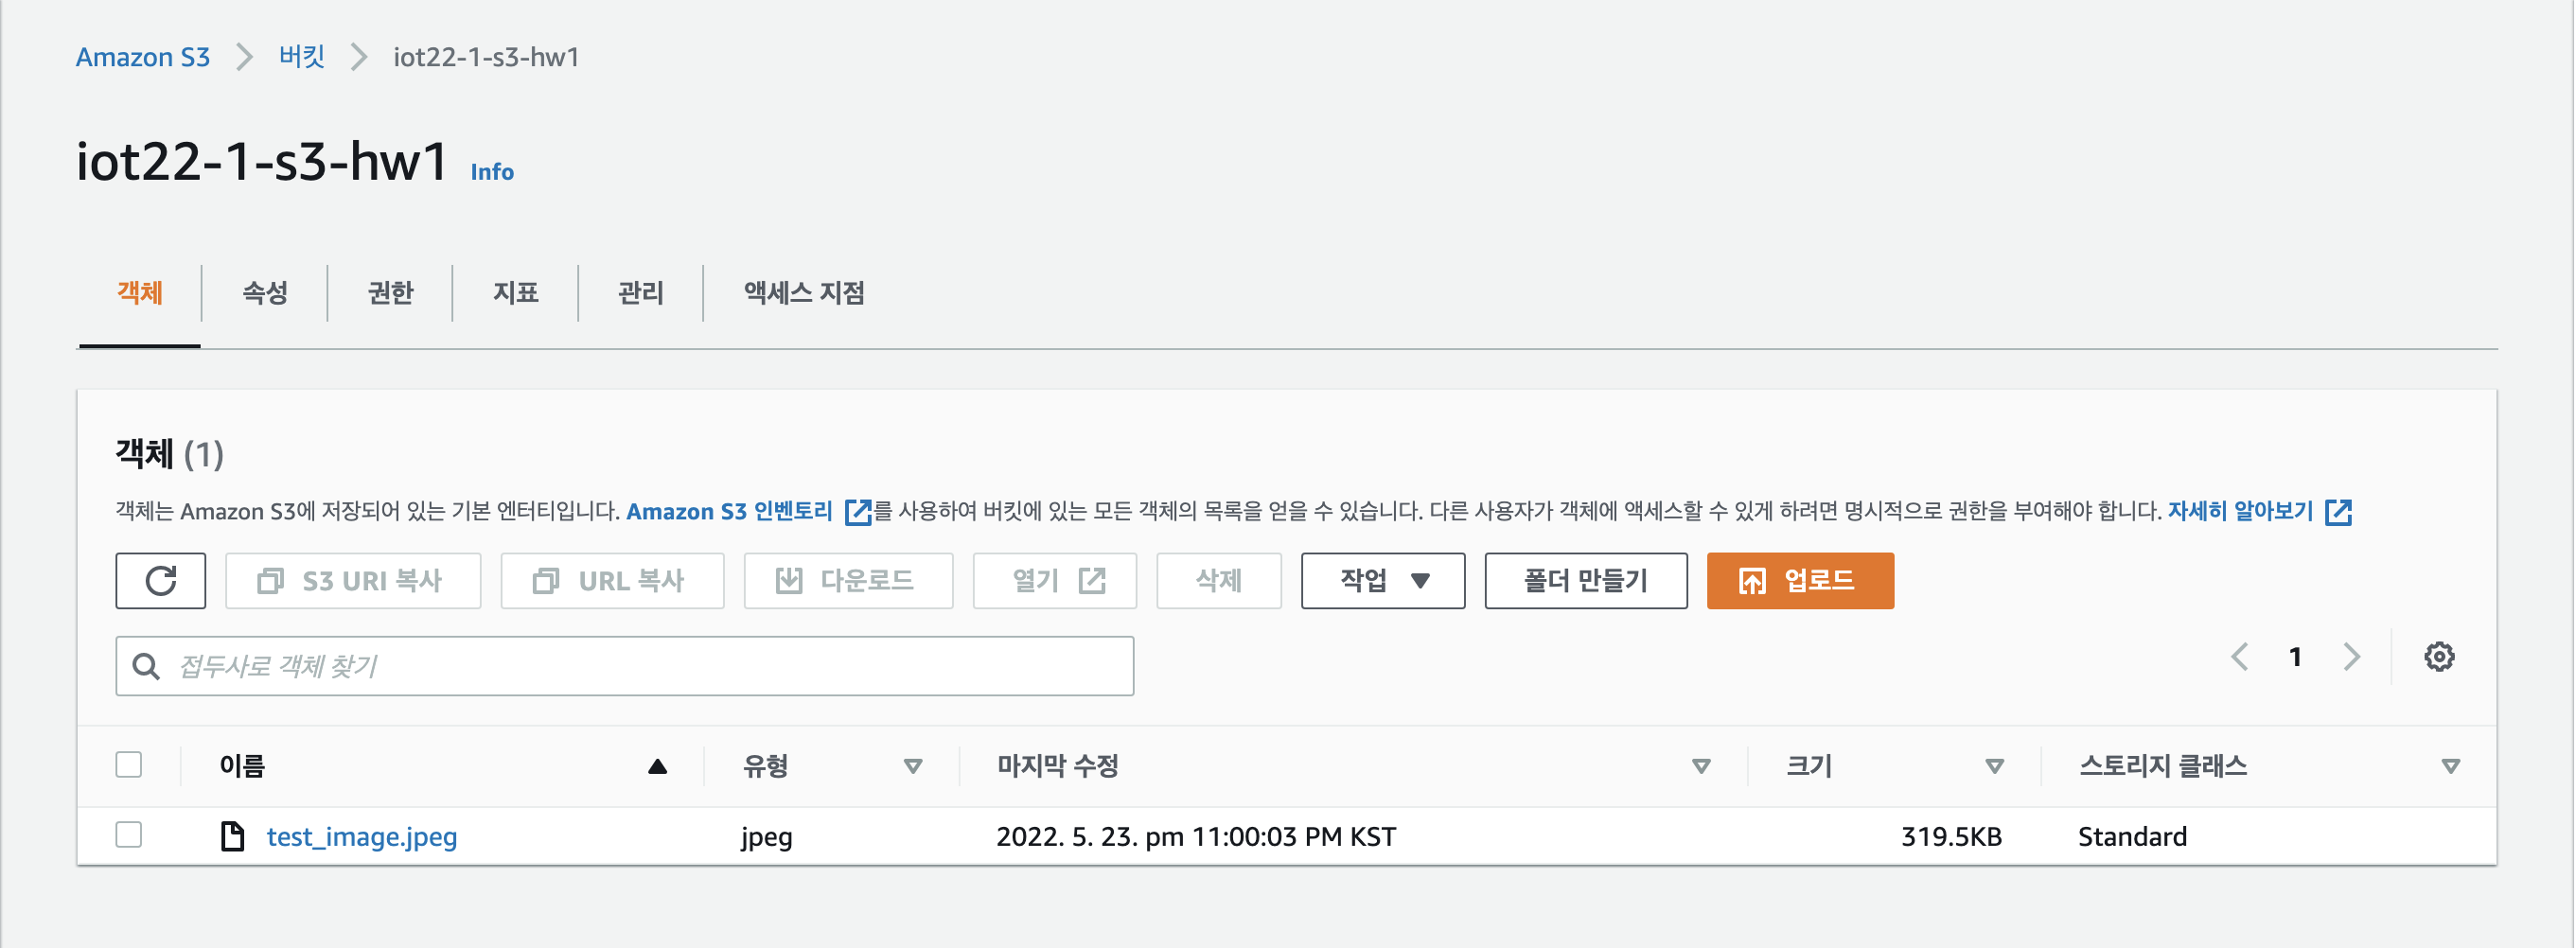 Amazon S3 > 버킷 > iot22-1-s3-hw1
iot22-1-s3-hw1 Info
객체 속성 권한 지표 관리 액세스 지점
객체 (1)
객체는 Amazon S3에 저장되어 있는 기본 엔터티입니다. Amazon S3 인벤토리 를 사용하여 버킷에 있는 모든 객체의 목록을 얻을 수 있습니다. 다른 사용자가 객체에 액세스할 수 있게 하려면 명시적으로 권한을 부여해야 합니다. 자세히 알아보기
S3 URI 복사 URL 복사 다운로드 열기 삭제 작업 폴더 만들기 업로드
접두사로 객체 찾기 1
이름 유형 마지막 수정 크기 스토리지 클래스
test_image.jpeg jpeg 2022. 5. 23. pm 11:00:03 PM KST 319.5KB Standard